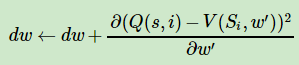 dw ← dw + ∂(Q(s, i) − V(S_i, w′))² / ∂w′